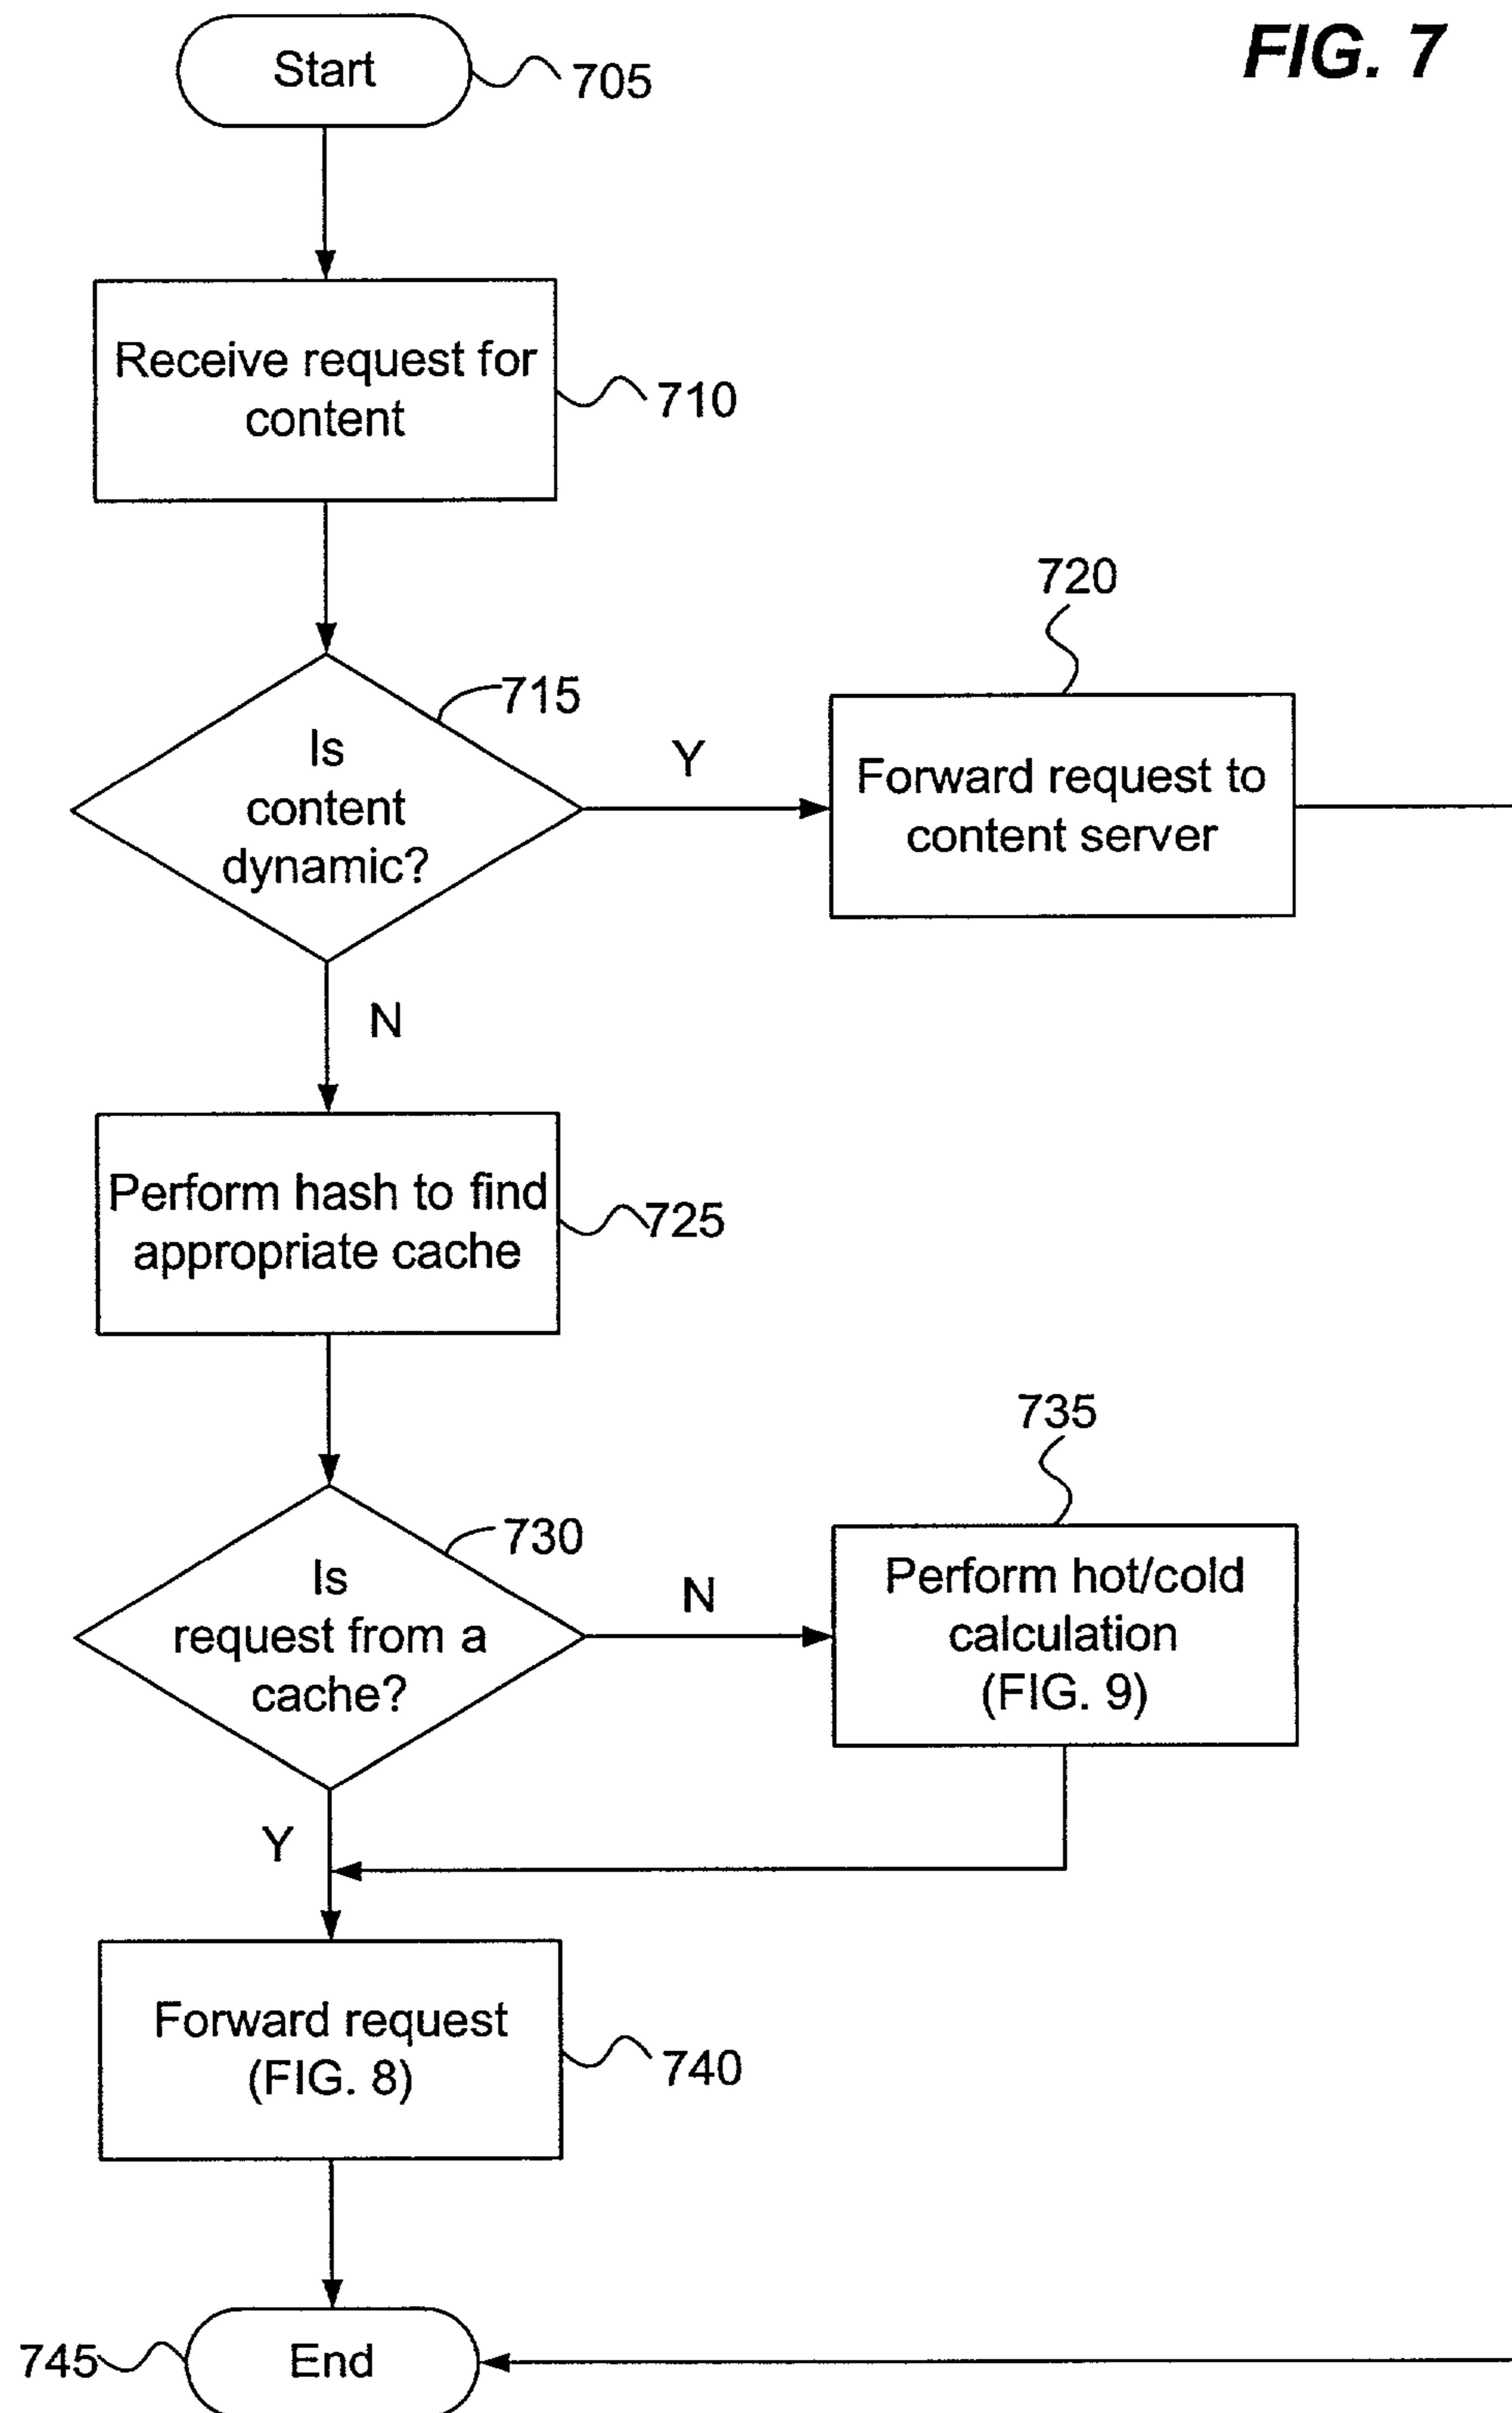 FIG. 7
Start
705
Receive request for
content
710
715
Is
content
dynamic?
Y
N
720
Forward request to
content server
Perform hash to find
appropriate cache
725
730
Is
request from a
cache?
N
Y
735
Perform hot/cold
calculation
(FIG. 9)
Forward request
(FIG. 8)
740
745
End